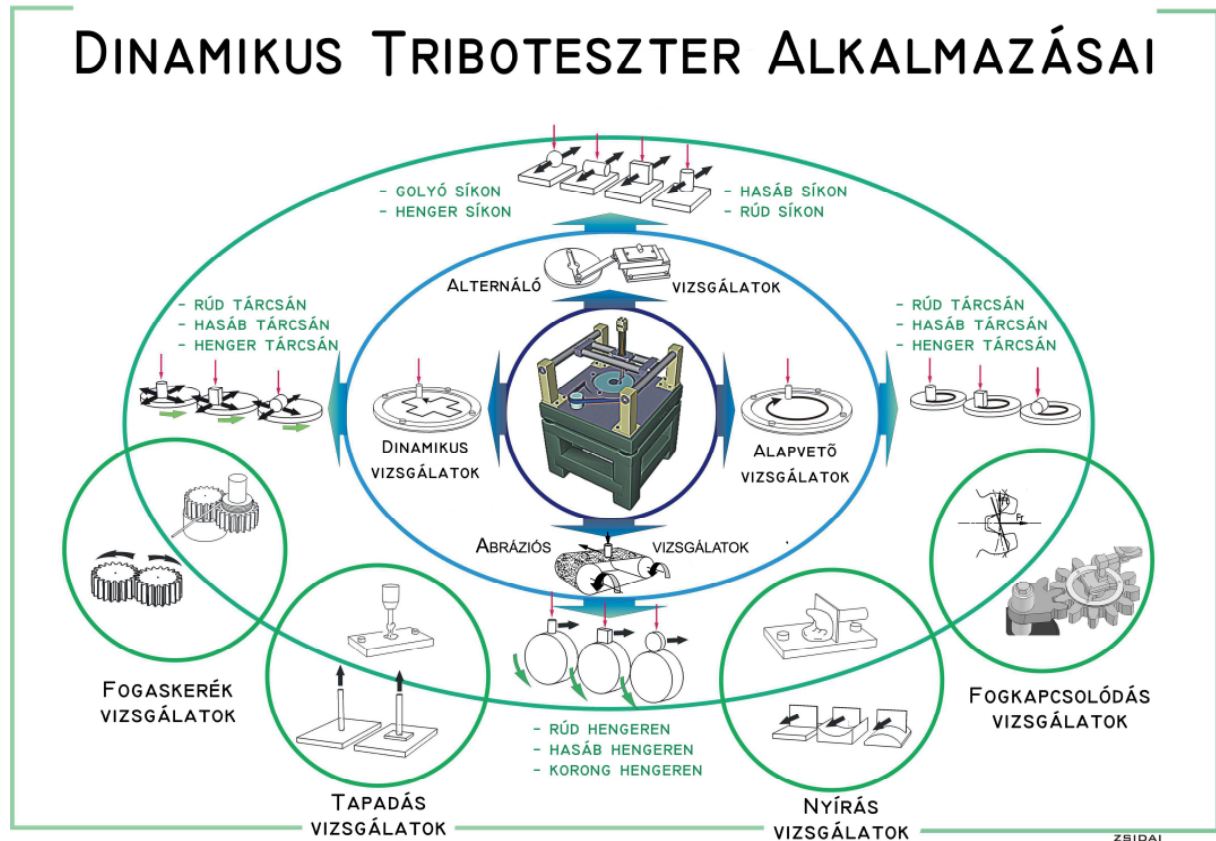 DINAMIKUS TRIBOTESZTER ALKALMAZÁSAI
- GOLYÓ SÍKON
- HENGER SÍKON
- HASÁB SÍKON
- RÚD SÍKON
ALTERNÁLÓ VIZSGÁLATOK
- RÚD TÁRCSÁN
- HASÁB TÁRCSÁN
- HENGER TÁRCSÁN
- RÚD TÁRCSÁN
- HASÁB TÁRCSÁN
- HENGER TÁRCSÁN
DINAMIKUS
VIZSGÁLATOK
ALAPVETÕ
VIZSGÁLATOK
ABRÁZIÓS VIZSGÁLATOK
FOGASKERÉK
VIZSGÁLATOK
TAPADÁS
VIZSGÁLATOK
- RÚD HENGEREN
- HASÁB HENGEREN
- KORONG HENGEREN
NYÍRÁS
VIZSGÁLATOK
FOGKAPCSOLÓDÁS
VIZSGÁLATOK
ZSIDAI